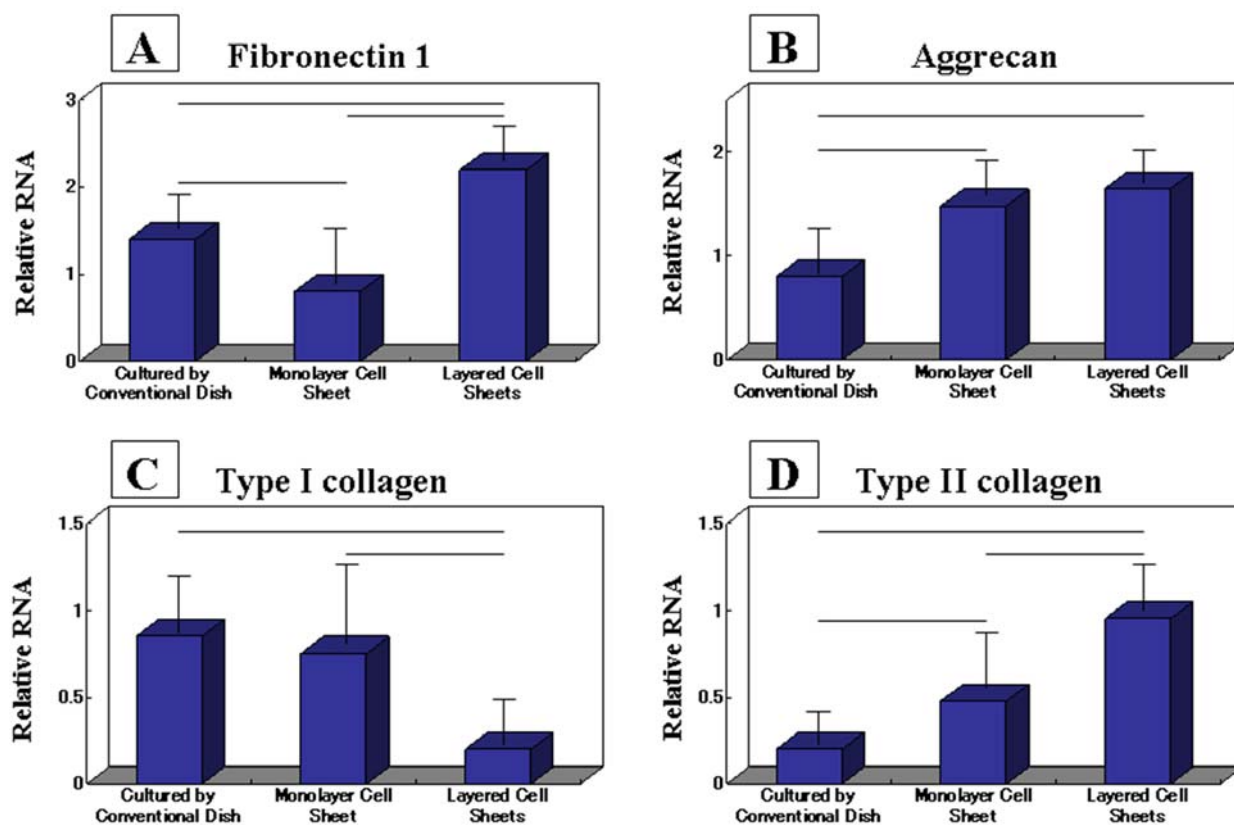 A
Fibronectin 1
Relative RNA
3
2
1
0
Cultured by
Conventional Dish
Monolayer Cell
Sheet
Layered Cell
Sheets
B
Aggrecan
Relative RNA
2
1
0
Cultured by
Conventional Dish
Monolayer Cell
Sheet
Layered Cell
Sheets
C
Type I collagen
Relative RNA
1.5
1
0.5
0
Cultured by
Conventional Dish
Monolayer Cell
Sheet
Layered Cell
Sheets
D
Type II collagen
Relative RNA
1.5
1
0.5
0
Cultured by
Conventional Dish
Monolayer Cell
Sheet
Layered Cell
Sheets